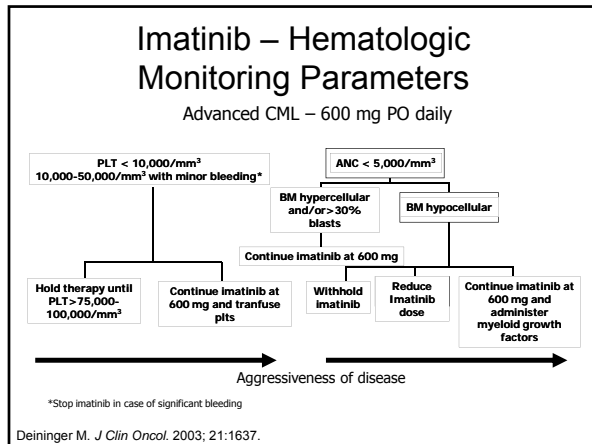 Imatinib – Hematologic
Monitoring Parameters
Advanced CML – 600 mg PO daily
PLT < 10,000/mm³
10,000-50,000/mm³ with minor bleeding*
ANC < 5,000/mm³
BM hypercellular
and/or>30%
blasts
BM hypocellular
Continue imatinib at 600 mg
Hold therapy until
PLT>75,000-
100,000/mm³
Continue imatinib at
600 mg and tranfuse
plts
Withhold
imatinib
Reduce
Imatinib
dose
Continue imatinib at
600 mg and
administer
myeloid growth
factors
Aggressiveness of disease
*Stop imatinib in case of significant bleeding
Deininger M. J Clin Oncol. 2003; 21:1637.